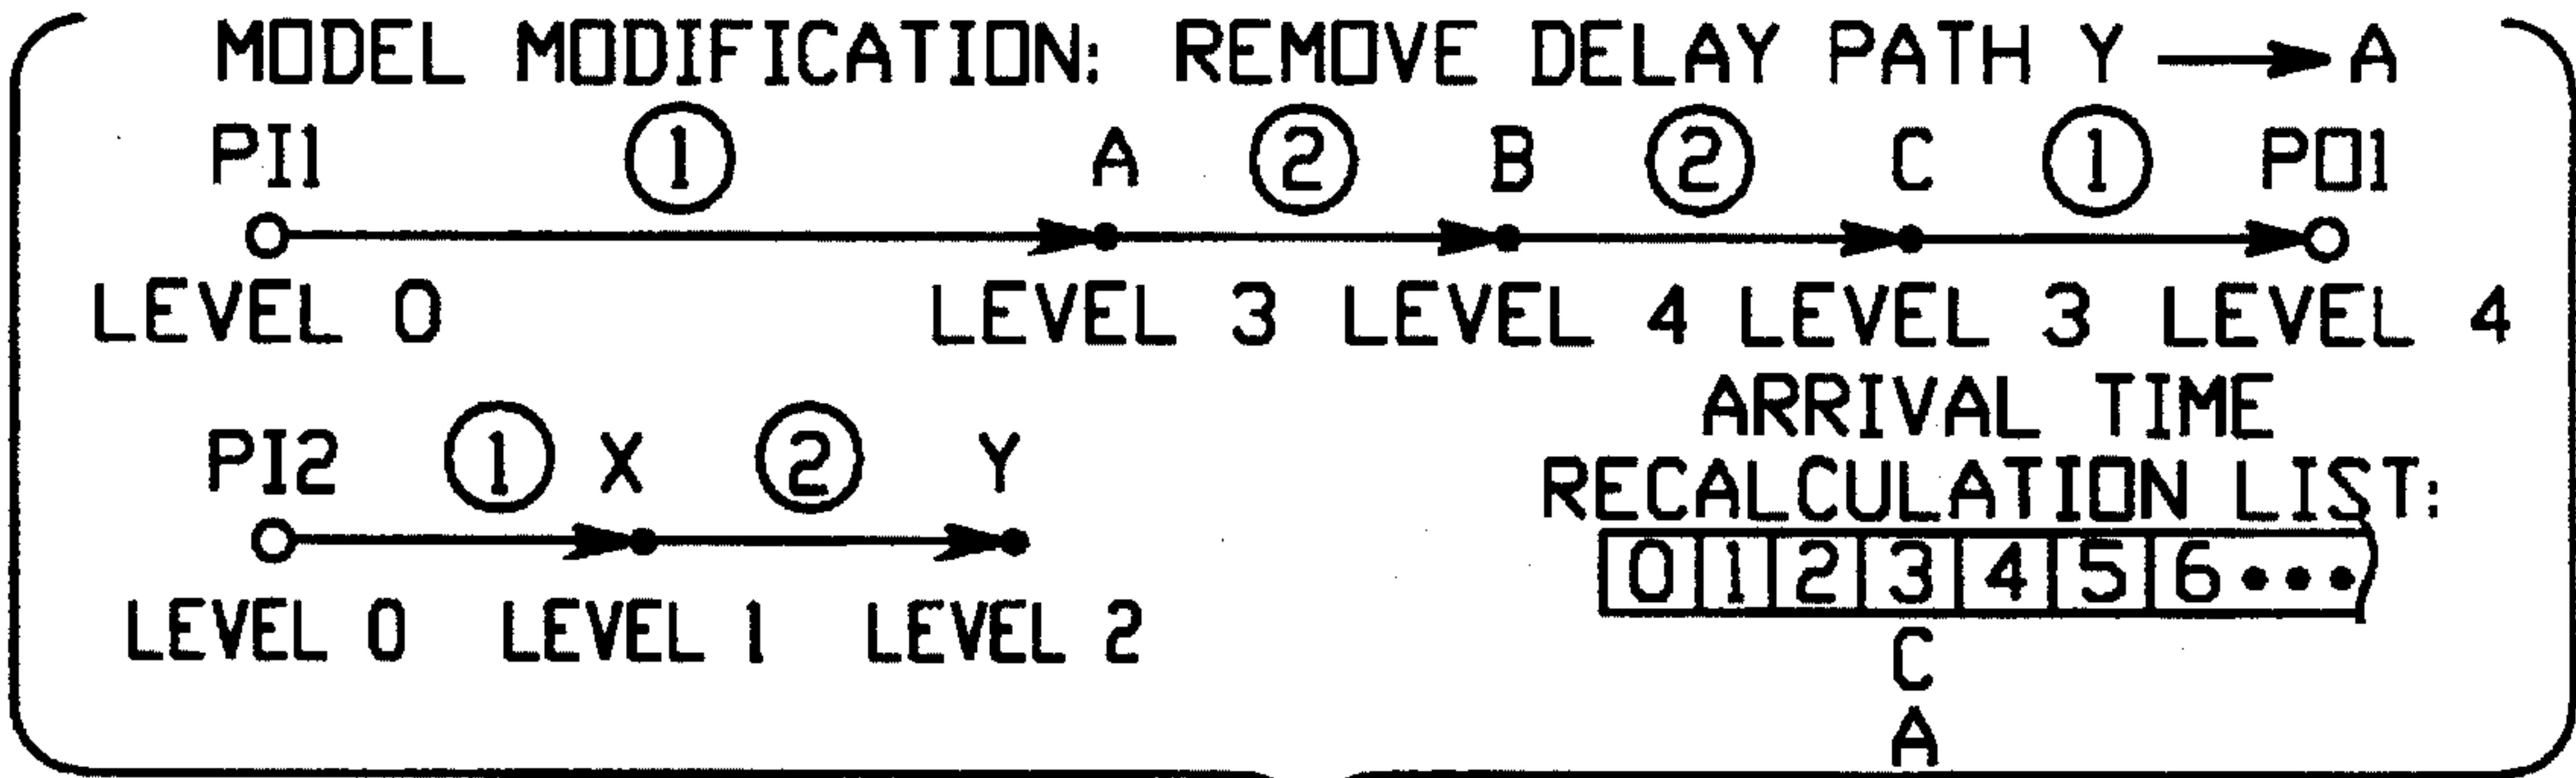 MODEL MODIFICATION: REMOVE DELAY PATH Y → A
PI1 1 A 2 B 2 C 1 PO1
LEVEL 0 LEVEL 3 LEVEL 4 LEVEL 3 LEVEL 4
ARRIVAL TIME
PI2 1 X 2 Y
RECALCULATION LIST:
0 1 2 3 4 5 6 •••
LEVEL 0 LEVEL 1 LEVEL 2
C
A